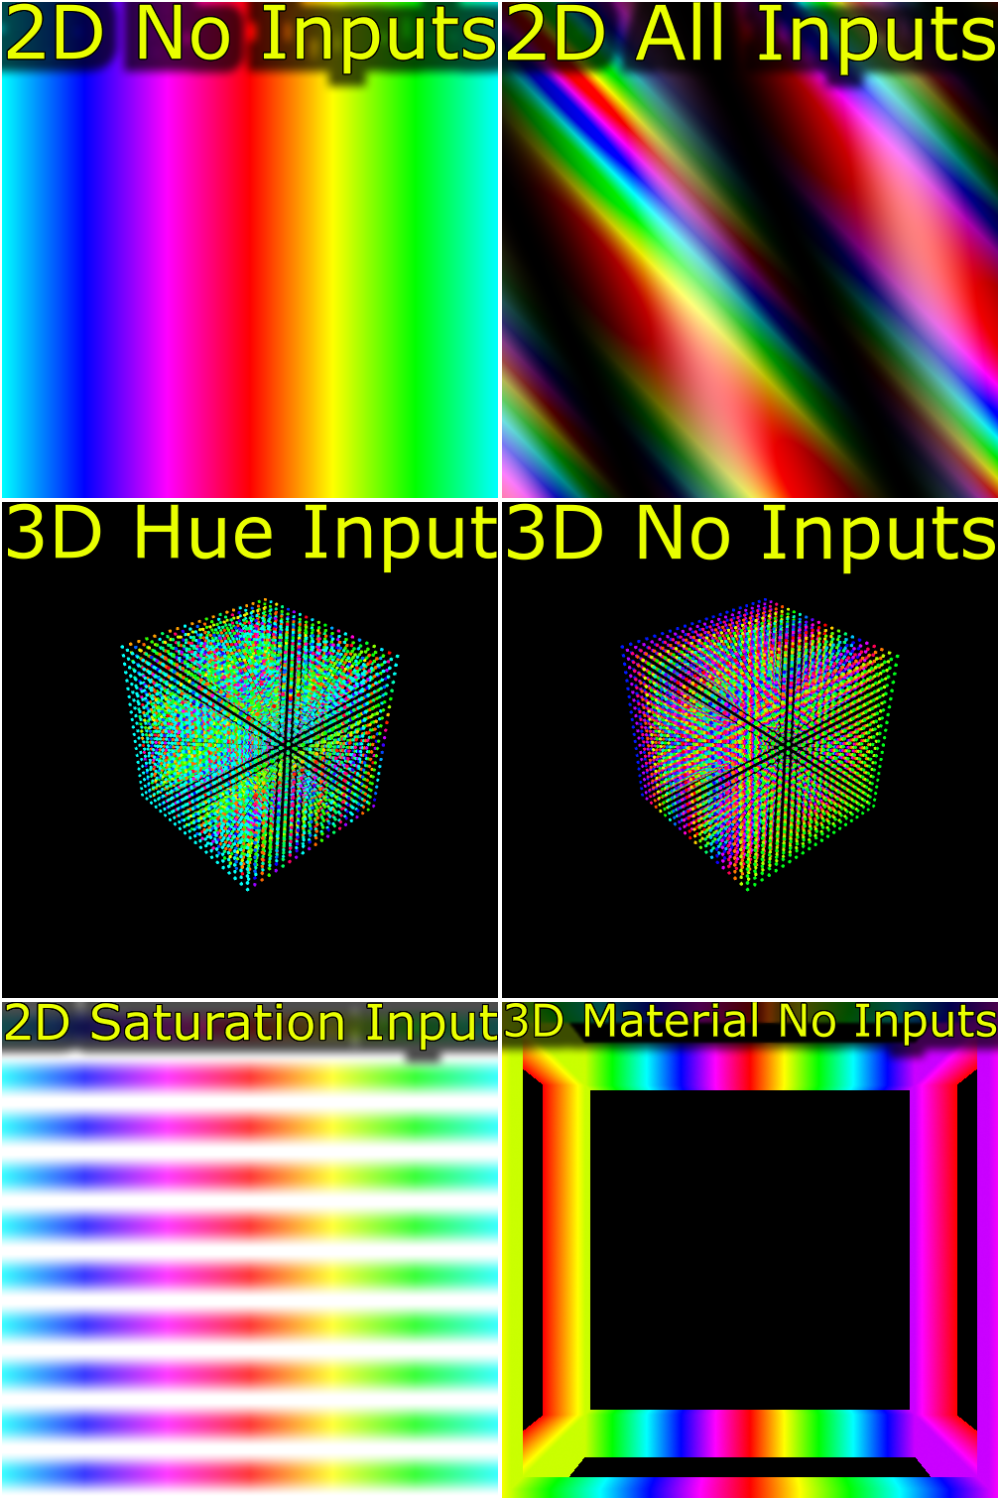 2D No Inputs
2D All Inputs
3D Hue Input
3D No Inputs
2D Saturation Input
3D Material No Inputs